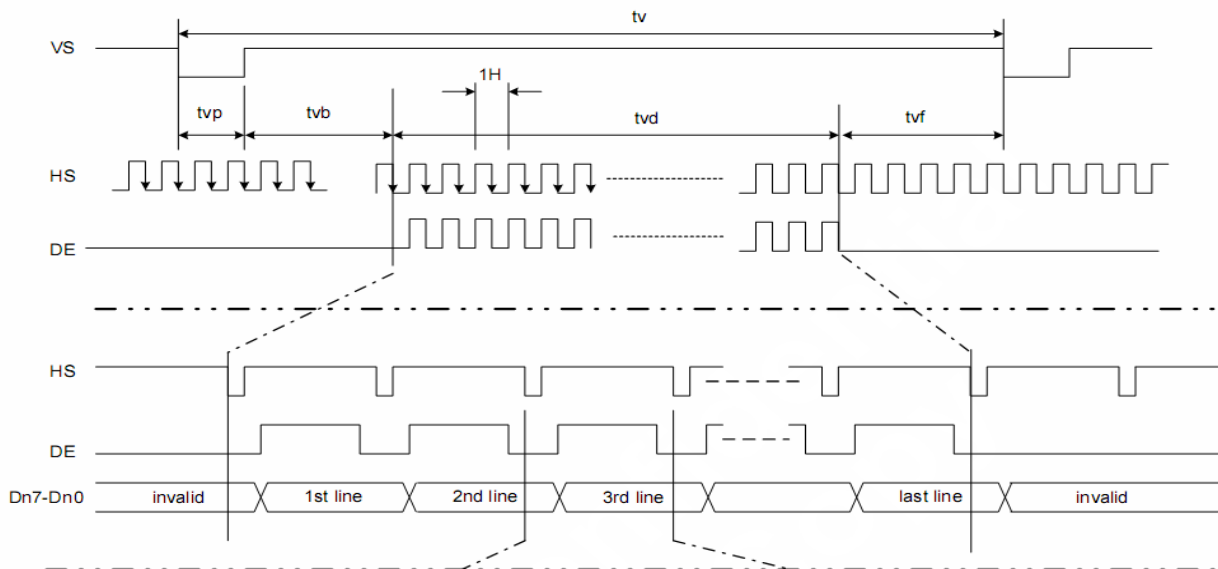 tv
VS
1H
tvp
tvb
tvd
tvf
HS
DE
HS
DE
Dn7-Dn0
invalid
1st line
2nd line
3rd line
last line
invalid